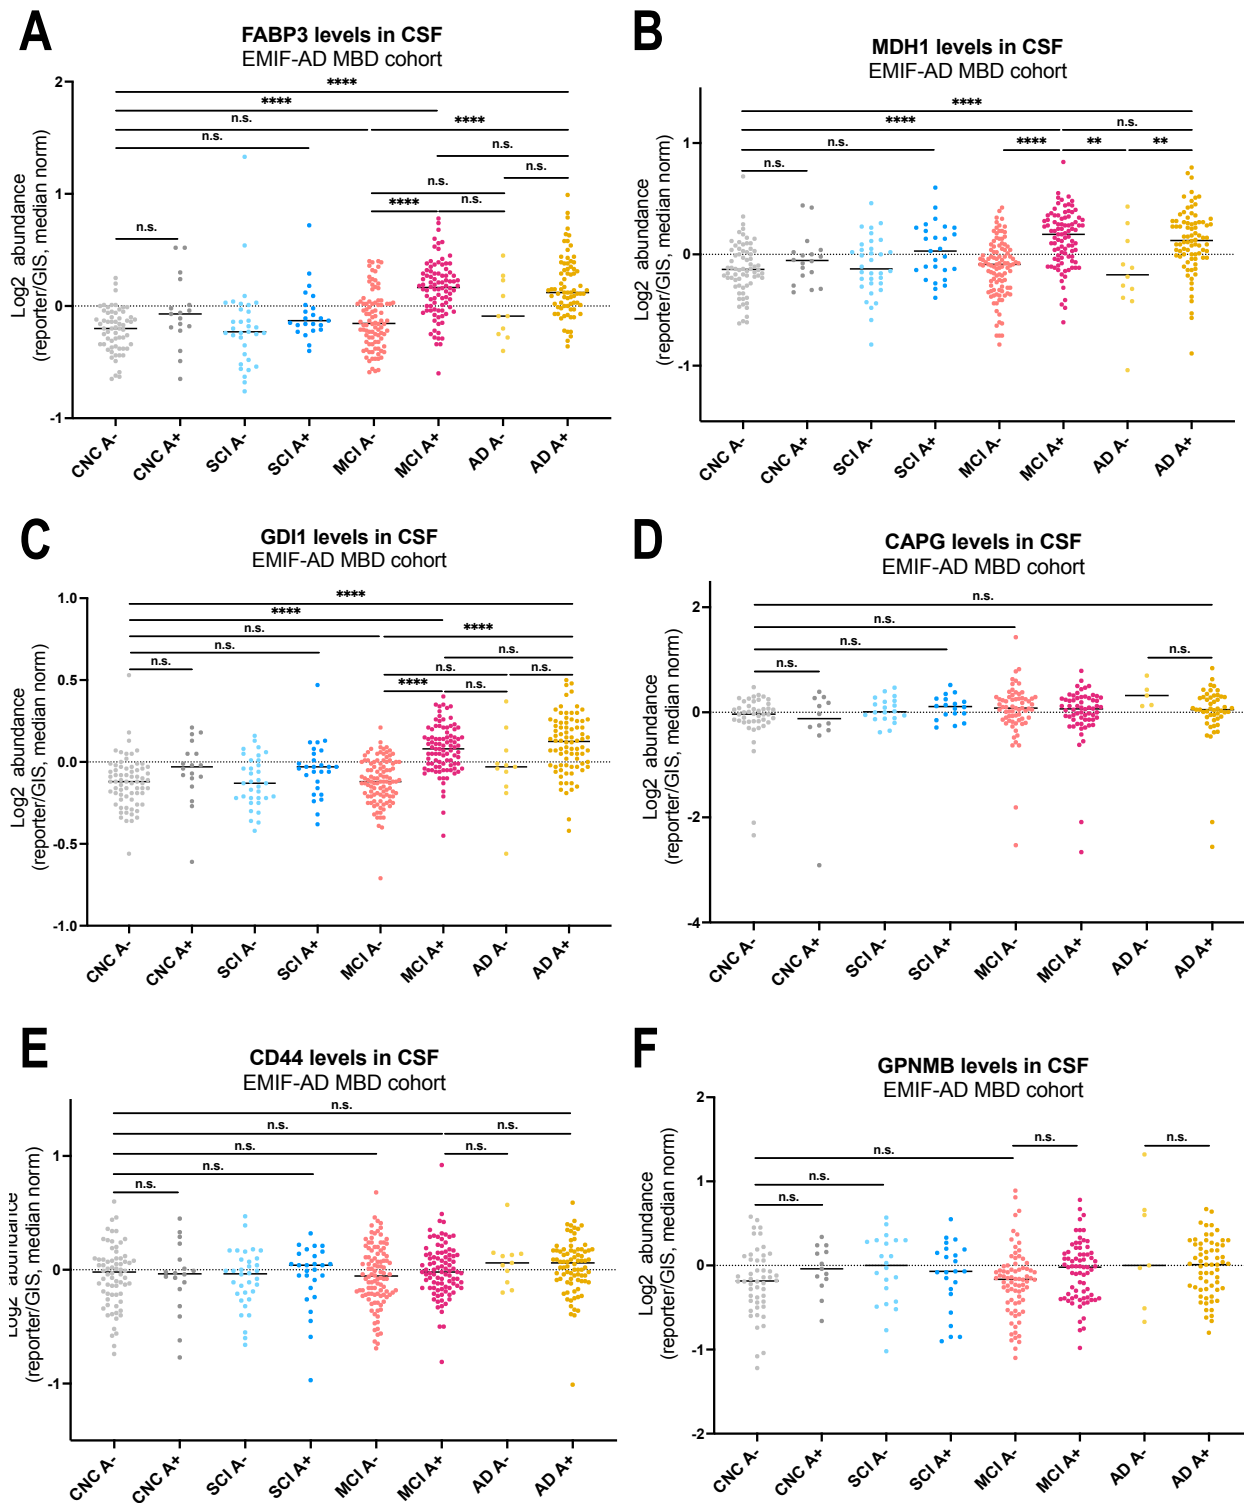 A
FABP3 levels in CSF
EMIF-AD MBD cohort
Log2 abundance
(reporter/GIS, median norm)
2
1
0
-1
****
****
n.s.
****
n.s.
n.s.
n.s.
n.s.
****
n.s.
n.s.
CNC A-
CNC A+
SCI A-
SCI A+
MCI A-
MCI A+
AD A-
AD A+
B
MDH1 levels in CSF
EMIF-AD MBD cohort
Log2 abundance
(reporter/GIS, median norm)
1
0
-1
****
****
n.s.
n.s.
****
**
**
n.s.
CNC A-
CNC A+
SCI A-
SCI A+
MCI A-
MCI A+
AD A-
AD A+
C
GDI1 levels in CSF
EMIF-AD MBD cohort
Log2 abundance
(reporter/GIS, median norm)
1.0
0.5
0.0
-0.5
-1.0
****
****
n.s.
****
n.s.
n.s.
n.s.
n.s.
n.s.
****
n.s.
CNC A-
CNC A+
SCI A-
SCI A+
MCI A-
MCI A+
AD A-
AD A+
D
CAPG levels in CSF
EMIF-AD MBD cohort
Log2 abundance
(reporter/GIS, median norm)
2
0
-2
-4
n.s.
n.s.
n.s.
n.s.
n.s.
CNC A-
CNC A+
SCI A-
SCI A+
MCI A-
MCI A+
AD A-
AD A+
E
CD44 levels in CSF
EMIF-AD MBD cohort
Log2 abundance
(reporter/GIS, median norm)
1
0
-1
n.s.
n.s.
n.s.
n.s.
n.s.
n.s.
n.s.
CNC A-
CNC A+
SCI A-
SCI A+
MCI A-
MCI A+
AD A-
AD A+
F
GPNMB levels in CSF
EMIF-AD MBD cohort
Log2 abundance
(reporter/GIS, median norm)
2
1
0
-1
-2
n.s.
n.s.
n.s.
n.s.
n.s.
CNC A-
CNC A+
SCI A-
SCI A+
MCI A-
MCI A+
AD A-
AD A+